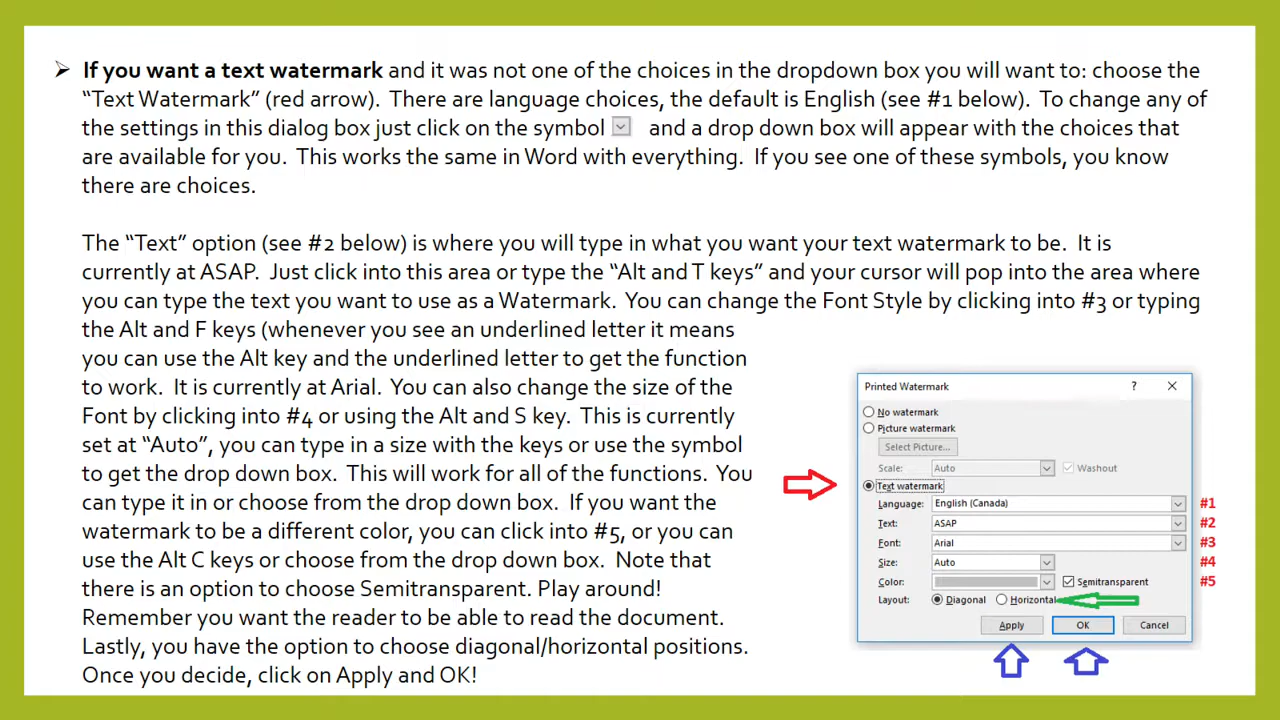 ➢ If you want a text watermark and it was not one of the choices in the dropdown box you will want to: choose the
“Text Watermark” (red arrow). There are language choices, the default is English (see #1 below). To change any of
the settings in this dialog box just click on the symbol and a drop down box will appear with the choices that
are available for you. This works the same in Word with everything. If you see one of these symbols, you know
there are choices.
The “Text” option (see #2 below) is where you will type in what you want your text watermark to be. It is
currently at ASAP. Just click into this area or type the “Alt and T keys” and your cursor will pop into the area where
you can type the text you want to use as a Watermark. You can change the Font Style by clicking into #3 or typing
the Alt and F keys (whenever you see an underlined letter it means
you can use the Alt key and the underlined letter to get the function
to work. It is currently at Arial. You can also change the size of the
Font by clicking into #4 or using the Alt and S key. This is currently
set at “Auto”, you can type in a size with the keys or use the symbol
to get the drop down box. This will work for all of the functions. You
can type it in or choose from the drop down box. If you want the
watermark to be a different color, you can click into #5, or you can
use the Alt C keys or choose from the drop down box. Note that
there is an option to choose Semitransparent. Play around!
Remember you want the reader to be able to read the document.
Lastly, you have the option to choose diagonal/horizontal positions.
Once you decide, click on Apply and OK!
Printed Watermark ? ×
No watermark
Picture watermark
Select Picture...
Scale: Auto Washout
Text watermark
Language: English (Canada) #1
Text: ASAP #2
Font: Arial #3
Size: Auto #4
Color: Semitransparent #5
Layout: Diagonal Horizontal
Apply OK Cancel